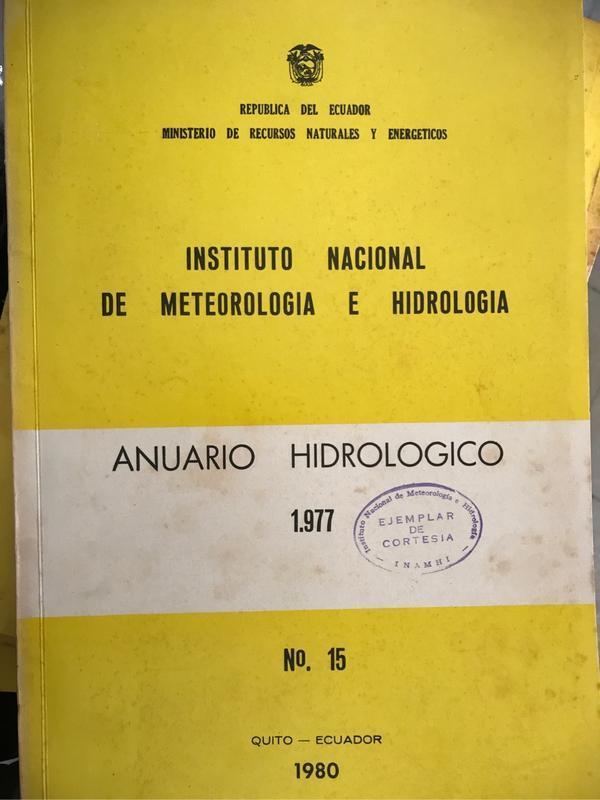 REPUBLICA DEL ECUADOR
MINISTERIO DE RECURSOS NATURALES Y ENERGETICOS
INSTITUTO NACIONAL
DE METEOROLOGIA E HIDROLOGIA
ANUARIO HIDROLOGICO
1.977
Instituto Nacional de Meteorología e Hidrología
EJEMPLAR
DE
CORTESIA
— INAMHI —
Nº. 15
QUITO — ECUADOR
1980